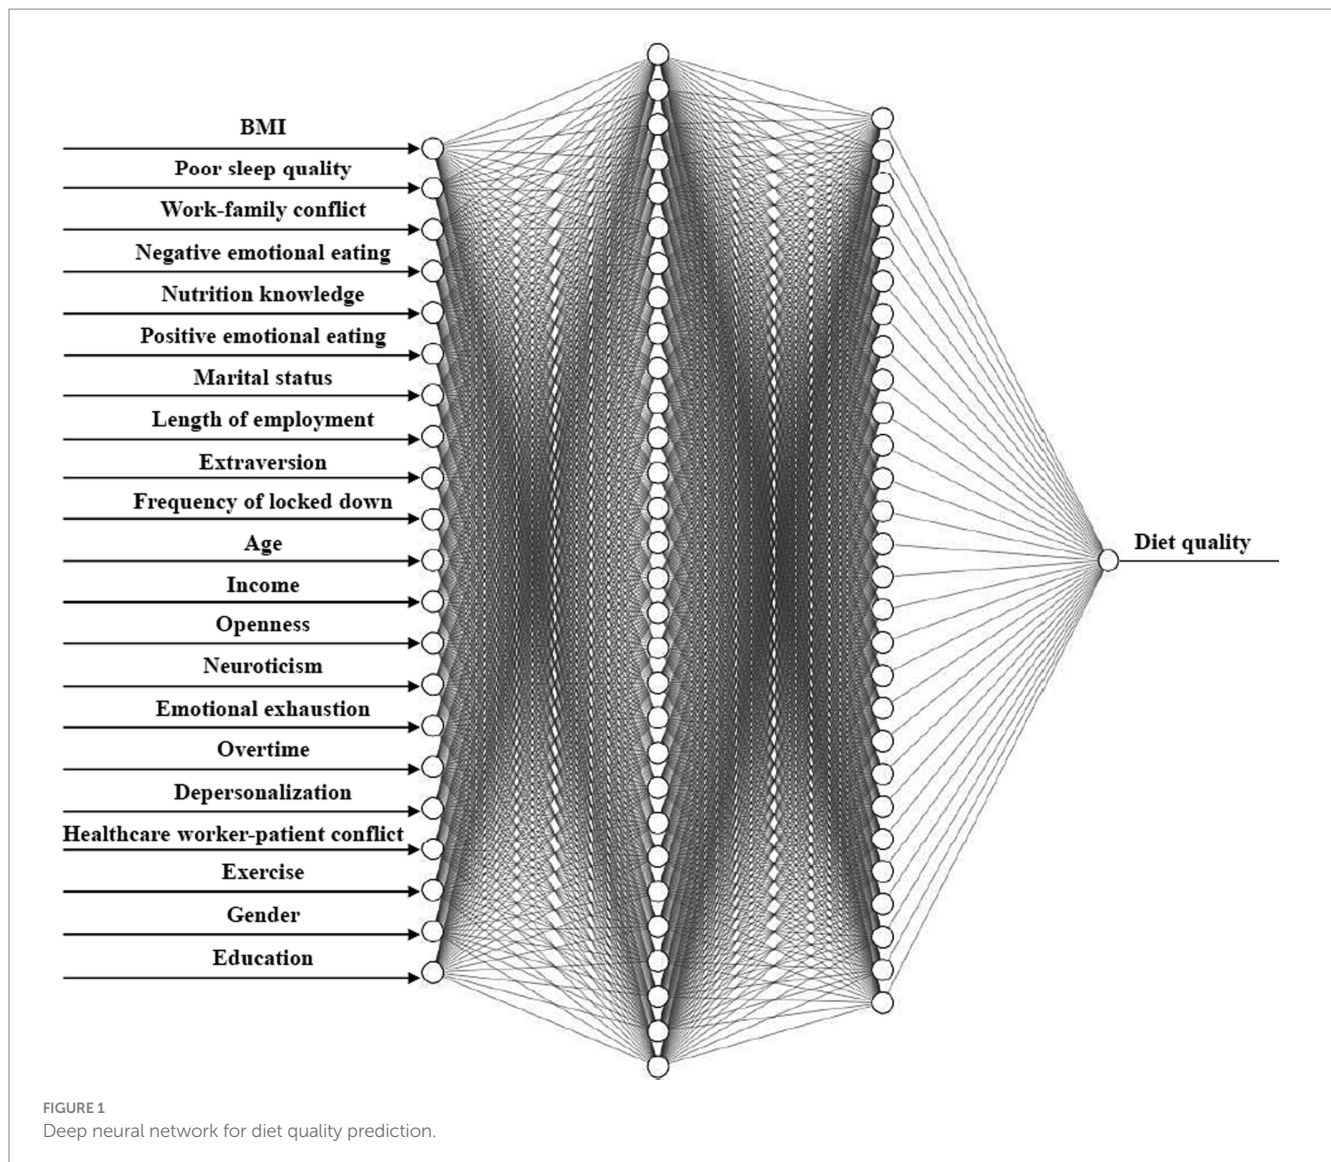 BMI
Poor sleep quality
Work-family conflict
Negative emotional eating
Nutrition knowledge
Positive emotional eating
Marital status
Length of employment
Extraversion
Frequency of locked down
Age
Income
Openness
Neuroticism
Emotional exhaustion
Overtime
Depersonalization
Healthcare worker-patient conflict
Exercise
Gender
Education
Diet quality
FIGURE 1
Deep neural network for diet quality prediction.